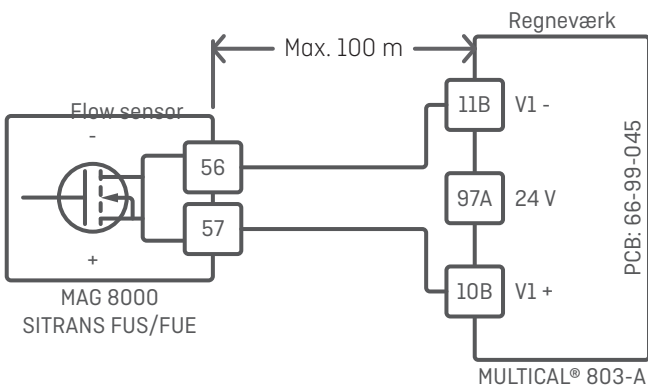 Regneværk
Max. 100 m
Flow sensor
-
56
57
+
MAG 8000
SITRANS FUS/FUE
11B V1 -
97A 24 V
10B V1 +
PCB: 66-99-045
MULTICAL® 803-A